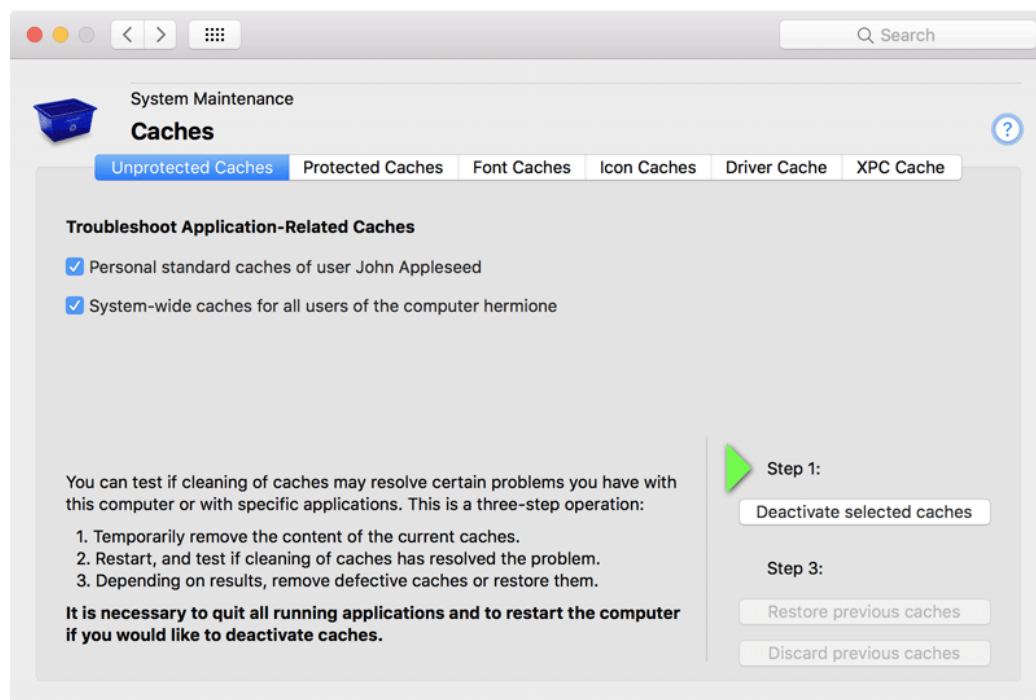 Search
System Maintenance
Caches
?
Unprotected Caches
Protected Caches
Font Caches
Icon Caches
Driver Cache
XPC Cache
Troubleshoot Application-Related Caches
Personal standard caches of user John Appleseed
System-wide caches for all users of the computer hermione
You can test if cleaning of caches may resolve certain problems you have with
this computer or with specific applications. This is a three-step operation:
1. Temporarily remove the content of the current caches.
2. Restart, and test if cleaning of caches has resolved the problem.
3. Depending on results, remove defective caches or restore them.
It is necessary to quit all running applications and to restart the computer
if you would like to deactivate caches.
Step 1:
Deactivate selected caches
Step 3:
Restore previous caches
Discard previous caches